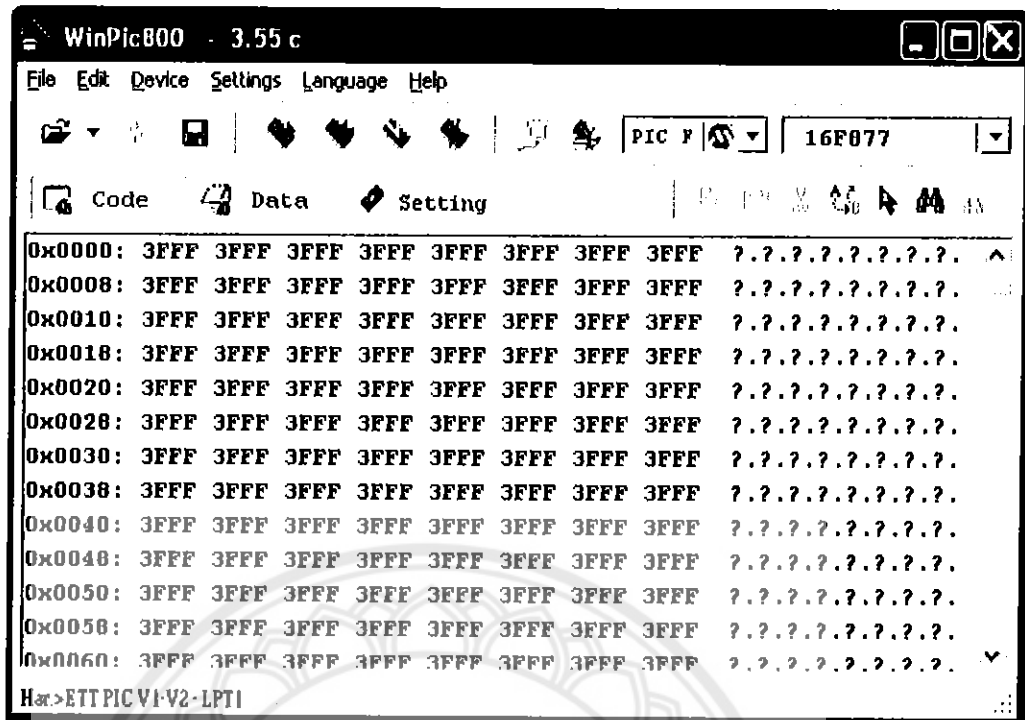 WinPic800 - 3.55 c
File Edit Device Settings Language Help
PIC F 16F877
Code Data Setting
0x0000: 3FFF 3FFF 3FFF 3FFF 3FFF 3FFF 3FFF 3FFF ?.?.?.?.?.?.?.?.
0x0008: 3FFF 3FFF 3FFF 3FFF 3FFF 3FFF 3FFF 3FFF ?.?.?.?.?.?.?.?.
0x0010: 3FFF 3FFF 3FFF 3FFF 3FFF 3FFF 3FFF 3FFF ?.?.?.?.?.?.?.?.
0x0018: 3FFF 3FFF 3FFF 3FFF 3FFF 3FFF 3FFF 3FFF ?.?.?.?.?.?.?.?.
0x0020: 3FFF 3FFF 3FFF 3FFF 3FFF 3FFF 3FFF 3FFF ?.?.?.?.?.?.?.?.
0x0028: 3FFF 3FFF 3FFF 3FFF 3FFF 3FFF 3FFF 3FFF ?.?.?.?.?.?.?.?.
0x0030: 3FFF 3FFF 3FFF 3FFF 3FFF 3FFF 3FFF 3FFF ?.?.?.?.?.?.?.?.
0x0038: 3FFF 3FFF 3FFF 3FFF 3FFF 3FFF 3FFF 3FFF ?.?.?.?.?.?.?.?.
0x0040: 3FFF 3FFF 3FFF 3FFF 3FFF 3FFF 3FFF 3FFF ?.?.?.?.?.?.?.?.
0x0048: 3FFF 3FFF 3FFF 3FFF 3FFF 3FFF 3FFF 3FFF ?.?.?.?.?.?.?.?.
0x0050: 3FFF 3FFF 3FFF 3FFF 3FFF 3FFF 3FFF 3FFF ?.?.?.?.?.?.?.?.
0x0058: 3FFF 3FFF 3FFF 3FFF 3FFF 3FFF 3FFF 3FFF ?.?.?.?.?.?.?.?.
0x0060: 3FFF 3FFF 3FFF 3FFF 3FFF 3FFF 3FFF 3FFF ?.?.?.?.?.?.?.?.
Har.>ETT PIC V1-V2 - LPT1